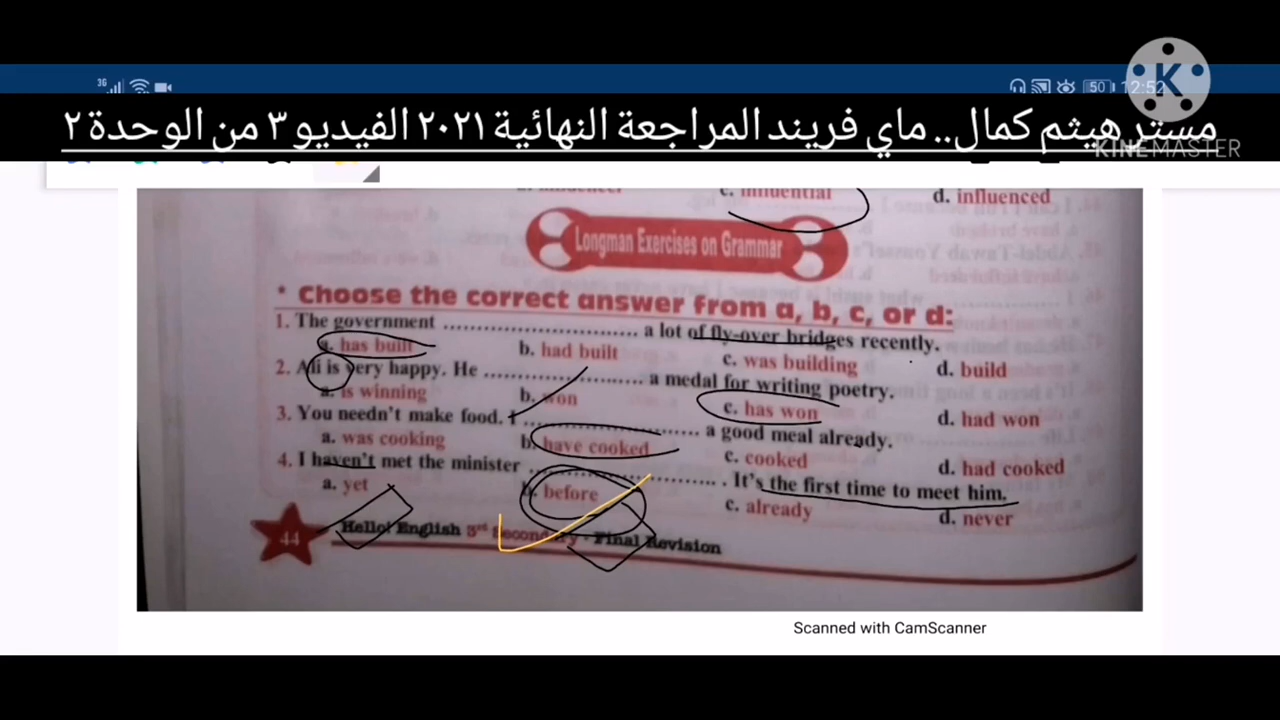 3G
50
12:52
K
KINEMASTER
مستر هيثم كمال.. ماي فريند المراجعة النهائية ٢٠٢١ الفيديو ٣ من الوحدة ٢
c. influential
d. influenced
Longman Exercises on Grammar
* Choose the correct answer from a, b, c, or d:
1. The government .............................. a lot of fly-over bridges recently.
a. has built b. had built c. was building d. build
2. Ali is very happy. He .............................. a medal for writing poetry.
a. is winning b. won c. has won d. had won
3. You needn't make food. I .............................. a good meal already.
a. was cooking b. have cooked c. cooked d. had cooked
4. I haven't met the minister .............................. . It's the first time to meet him.
a. yet b. before c. already d. never
44 Hello! English 3rd Secondary - Final Revision
Scanned with CamScanner